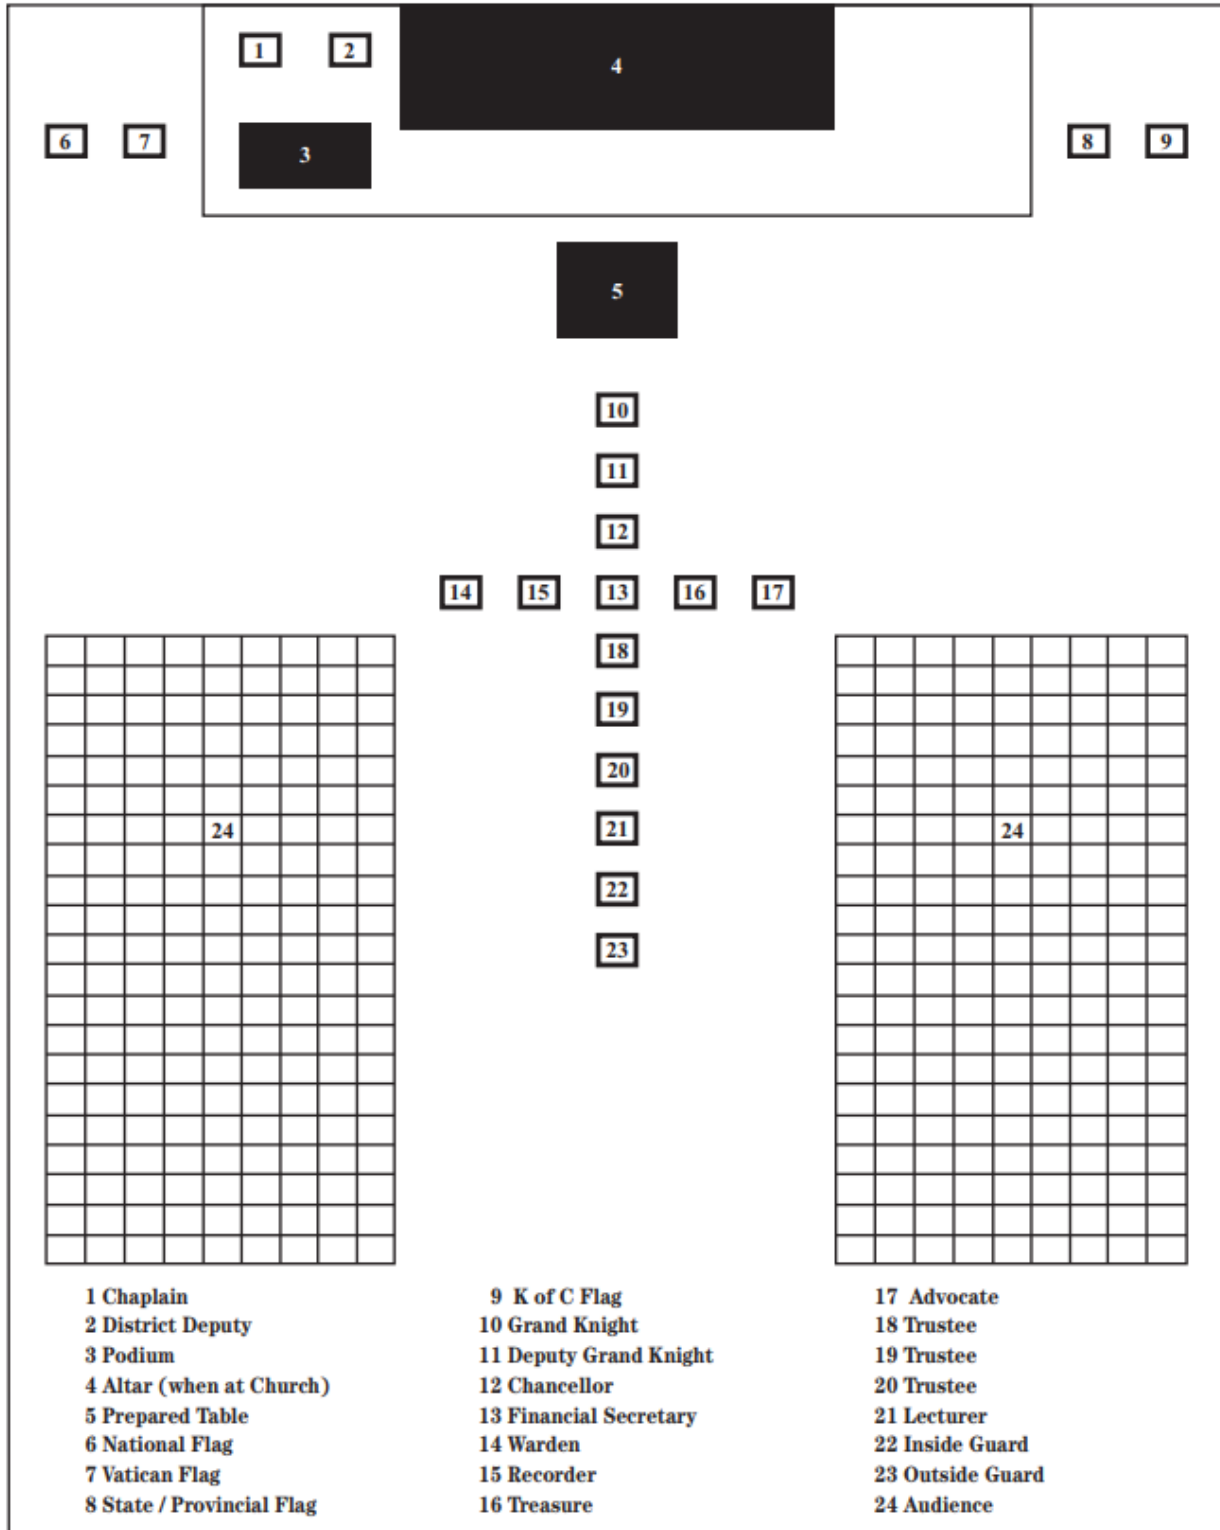 1
2
4
6
7
3
8
9
5
10
11
12
14
15
13
16
17
18
19
20
21
24
24
22
23
1 Chaplain
2 District Deputy
3 Podium
4 Altar (when at Church)
5 Prepared Table
6 National Flag
7 Vatican Flag
8 State / Provincial Flag
9 K of C Flag
10 Grand Knight
11 Deputy Grand Knight
12 Chancellor
13 Financial Secretary
14 Warden
15 Recorder
16 Treasure
17 Advocate
18 Trustee
19 Trustee
20 Trustee
21 Lecturer
22 Inside Guard
23 Outside Guard
24 Audience